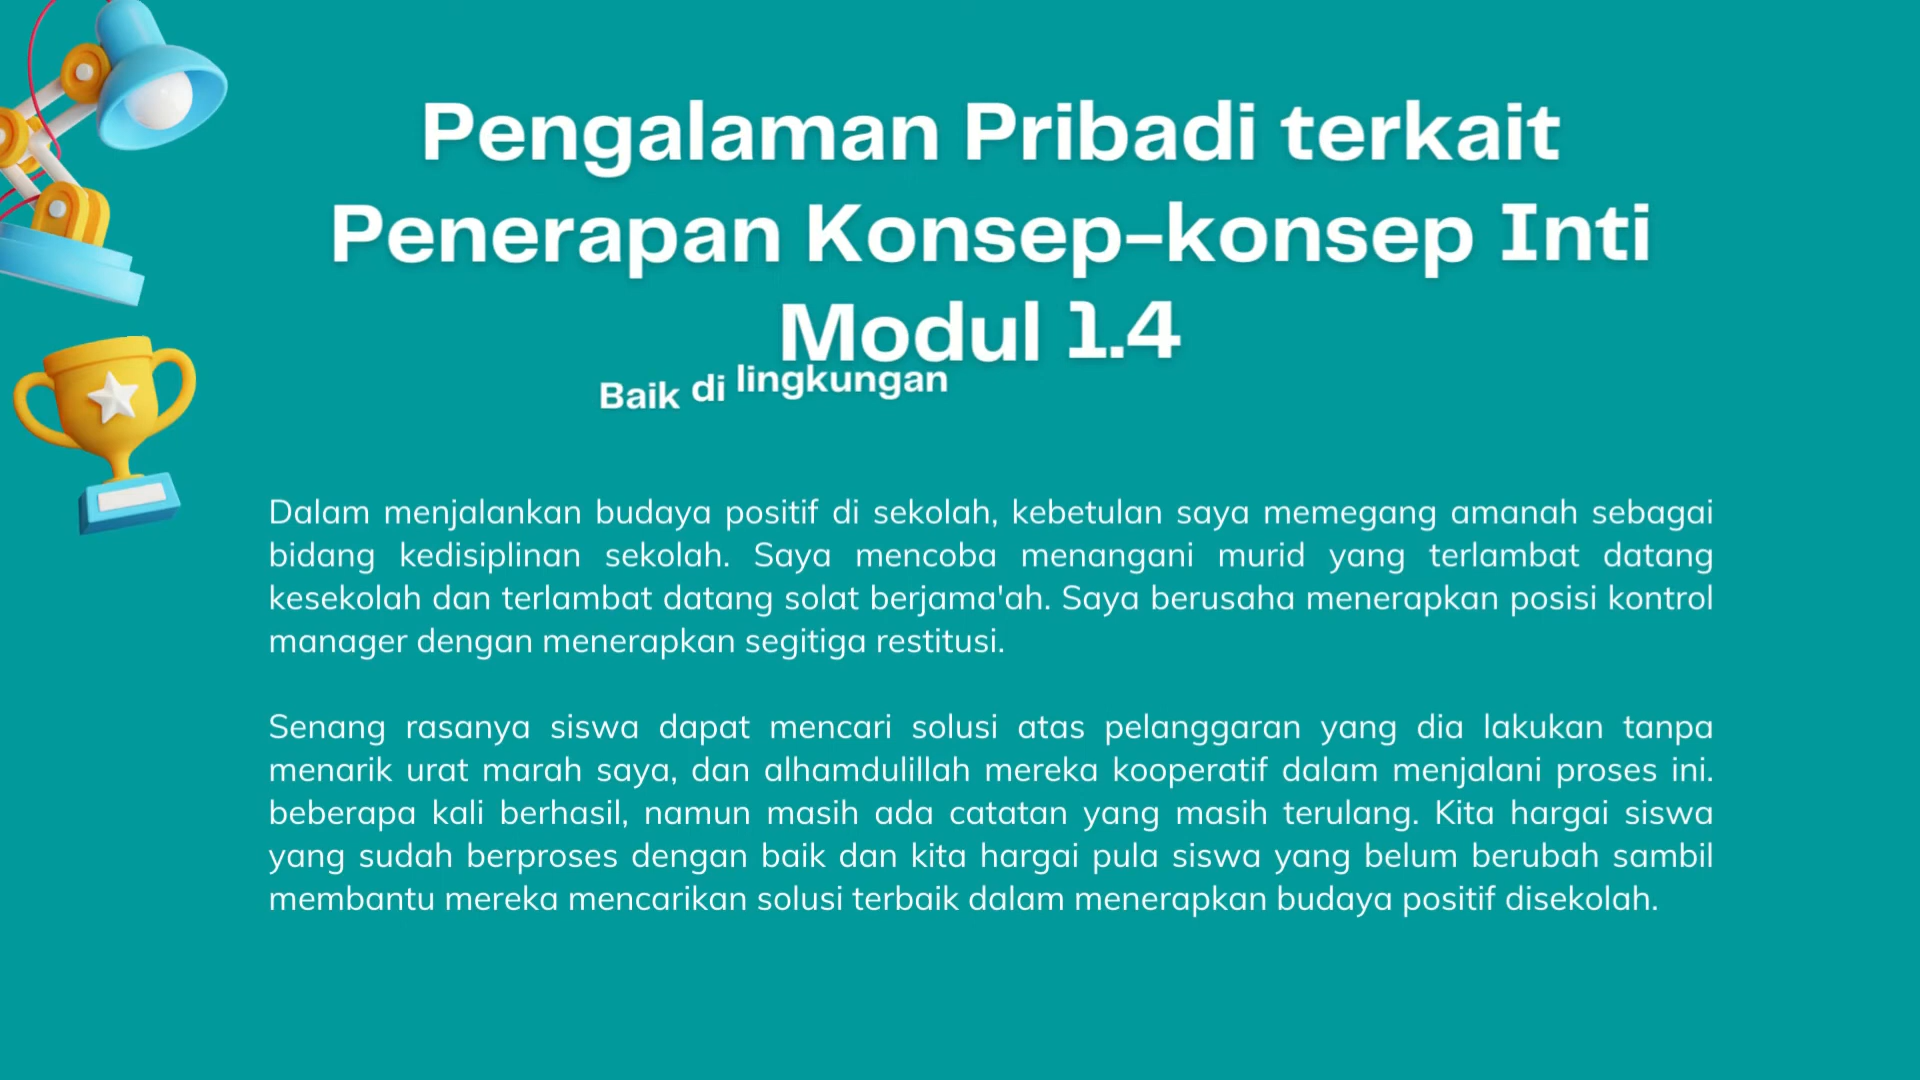 Pengalaman Pribadi terkait
Penerapan Konsep-konsep Inti
Modul 1.4
Baik di lingkungan
Dalam menjalankan budaya positif di sekolah, kebetulan saya memegang amanah sebagai
bidang kedisiplinan sekolah. Saya mencoba menangani murid yang terlambat datang
kesekolah dan terlambat datang solat berjama'ah. Saya berusaha menerapkan posisi kontrol
manager dengan menerapkan segitiga restitusi.
Senang rasanya siswa dapat mencari solusi atas pelanggaran yang dia lakukan tanpa
menarik urat marah saya, dan alhamdulillah mereka kooperatif dalam menjalani proses ini.
beberapa kali berhasil, namun masih ada catatan yang masih terulang. Kita hargai siswa
yang sudah berproses dengan baik dan kita hargai pula siswa yang belum berubah sambil
membantu mereka mencarikan solusi terbaik dalam menerapkan budaya positif disekolah.